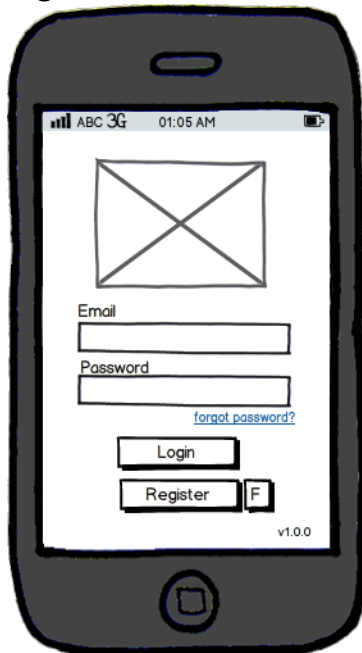 ABC 3G 01:05 AM
Email
Password
forgot password?
Login
Register F
v1.0.0